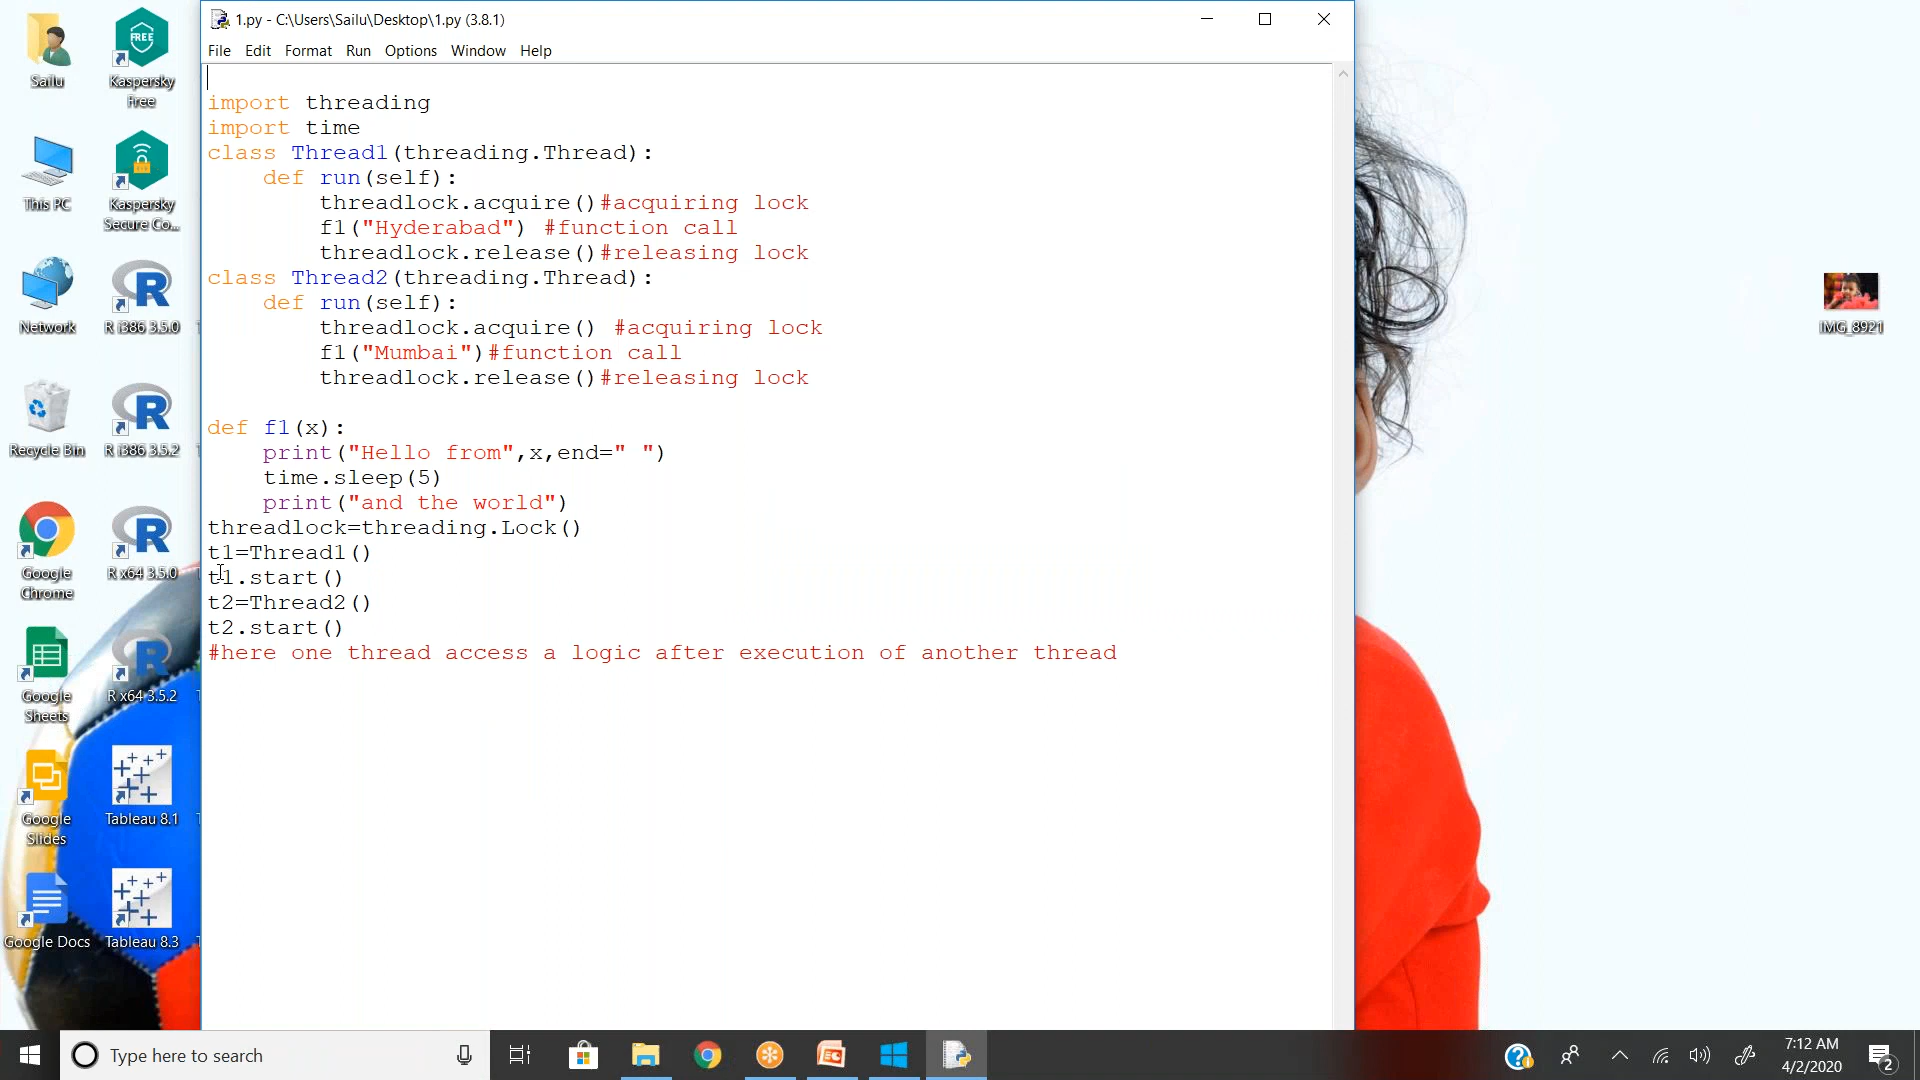 1.py - C:\Users\Sailu\Desktop\1.py (3.8.1)
File Edit Format Run Options Window Help
import threading
import time
class Thread1(threading.Thread):
    def run(self):
        threadlock.acquire()#acquiring lock
        f1("Hyderabad") #function call
        threadlock.release()#releasing lock
class Thread2(threading.Thread):
    def run(self):
        threadlock.acquire() #acquiring lock
        f1("Mumbai")#function call
        threadlock.release()#releasing lock
def f1(x):
    print("Hello from",x,end=" ")
    time.sleep(5)
    print("and the world")
threadlock=threading.Lock()
t1=Thread1()
t1.start()
t2=Thread2()
t2.start()
#here one thread access a logic after execution of another thread
Sailu
Kaspersky
Free
FREE
This PC
Kaspersky
Secure Co...
Network
R i386 3.5.0
Recycle Bin
R i386 3.5.2
Google
Chrome
R x64 3.5.0
Google
Sheets
R x64 3.5.2
Google
Slides
Tableau 8.1
Google Docs
Tableau 8.3
IMG_8921
Type here to search
7:12 AM
4/2/2020
2